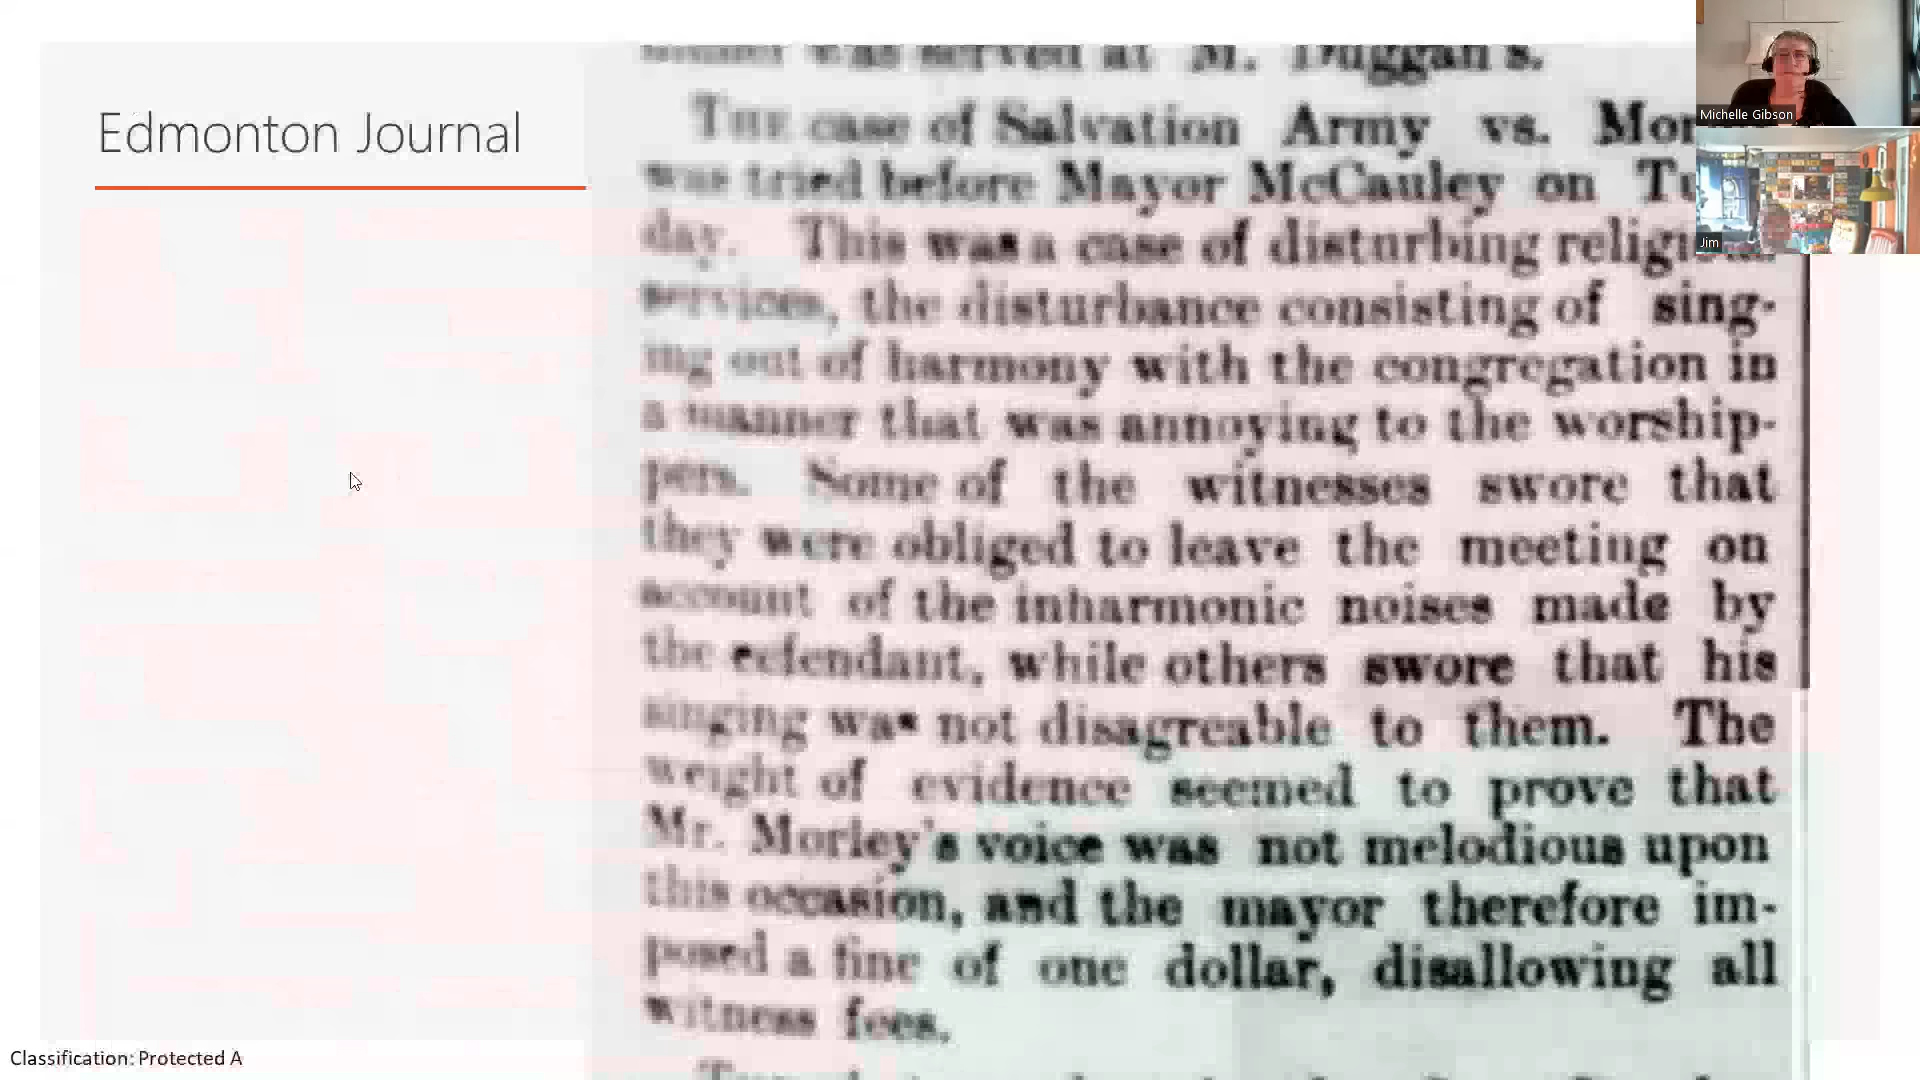 Edmonton Journal
was served at M. Duggan's.
THE case of Salvation Army vs. Mor
was tried before Mayor McCauley on Tu
day. This was a case of disturbing religi
services, the disturbance consisting of sing-
ing out of harmony with the congregation in
a manner that was annoying to the worship-
pers. Some of the witnesses swore that
they were obliged to leave the meeting on
account of the inharmonic noises made by
the eefendant, while others swore that his
singing was not disagreable to them. The
weight of evidence seemed to prove that
Mr. Morley's voice was not melodious upon
this occasion, and the mayor therefore im-
posed a fine of one dollar, disallowing all
witness fees.
Classification: Protected A
Michelle Gibson
Jim